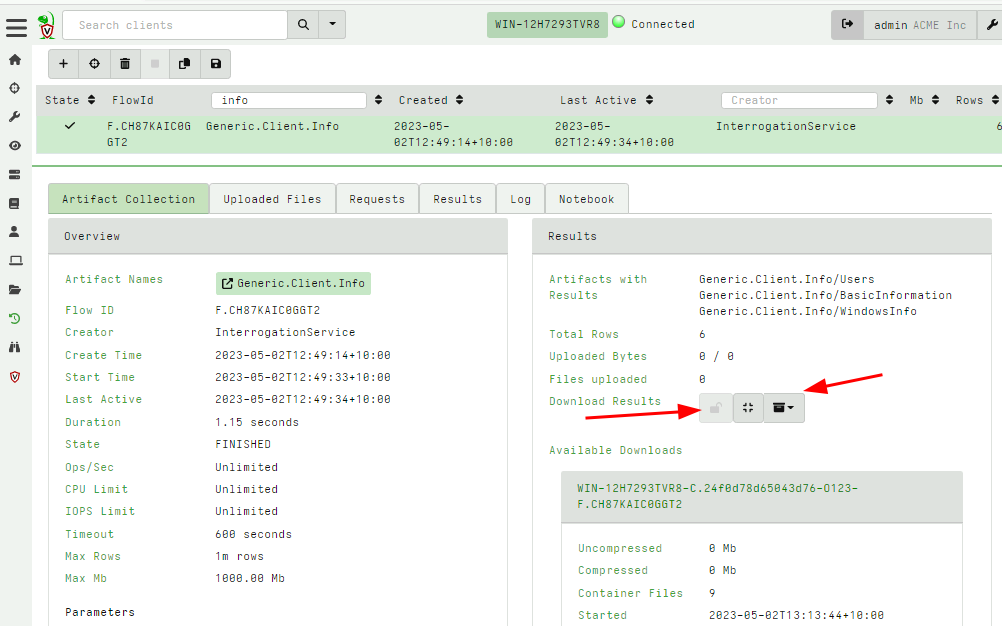 Search clients
WIN-12H7293TVR8
Connected
admin ACME Inc
State
FlowId
info
Created
Last Active
Creator
Mb
Rows
F.CH87KAIC0G
GT2
Generic.Client.Info
2023-05-
02T12:49:14+10:00
2023-05-
02T12:49:34+10:00
InterrogationService
6
Artifact Collection
Uploaded Files
Requests
Results
Log
Notebook
Overview
Artifact Names
Generic.Client.Info
Flow ID
F.CH87KAIC0GGT2
Creator
InterrogationService
Create Time
2023-05-02T12:49:14+10:00
Start Time
2023-05-02T12:49:33+10:00
Last Active
2023-05-02T12:49:34+10:00
Duration
1.15 seconds
State
FINISHED
Ops/Sec
Unlimited
CPU Limit
Unlimited
IOPS Limit
Unlimited
Timeout
600 seconds
Max Rows
1m rows
Max Mb
1000.00 Mb
Parameters
Results
Artifacts with
Results
Generic.Client.Info/Users
Generic.Client.Info/BasicInformation
Generic.Client.Info/WindowsInfo
Total Rows
6
Uploaded Bytes
0 / 0
Files uploaded
0
Download Results
Available Downloads
WIN-12H7293TVR8-C.24f0d78d65043d76-0123-
F.CH87KAIC0GGT2
Uncompressed
0 Mb
Compressed
0 Mb
Container Files
9
Started
2023-05-02T13:13:44+10:00